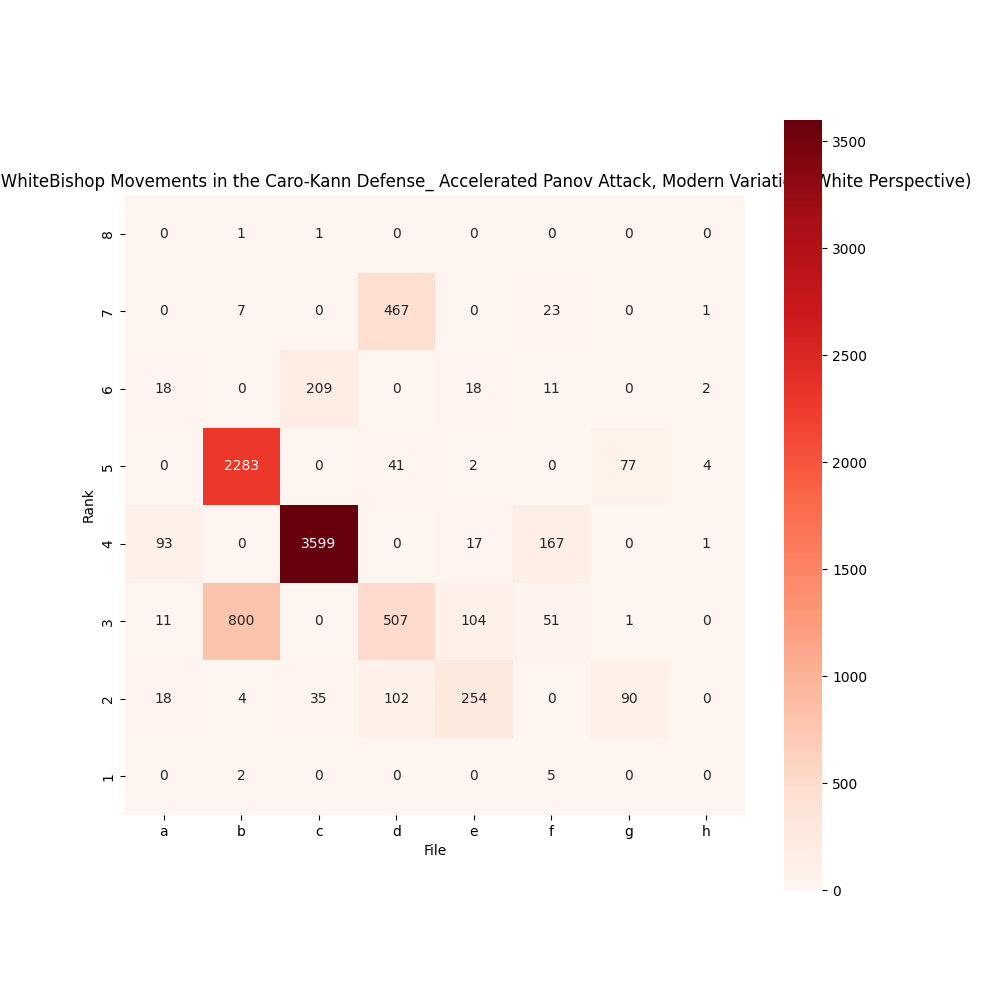 WhiteBishop Movements in the Caro-Kann Defense_ Accelerated Panov Attack, Modern Variati White Perspective)
8 0 1 1 0 0 0 0 0
7 0 7 0 467 0 23 0 1
6 18 0 209 0 18 11 0 2
5 0 2283 0 41 2 0 77 4
4 93 0 3599 0 17 167 0 1
3 11 800 0 507 104 51 1 0
2 18 4 35 102 254 0 90 0
1 0 2 0 0 0 5 0 0
a b c d e f g h
File
Rank
3500
3000
2500
2000
1500
1000
500
0